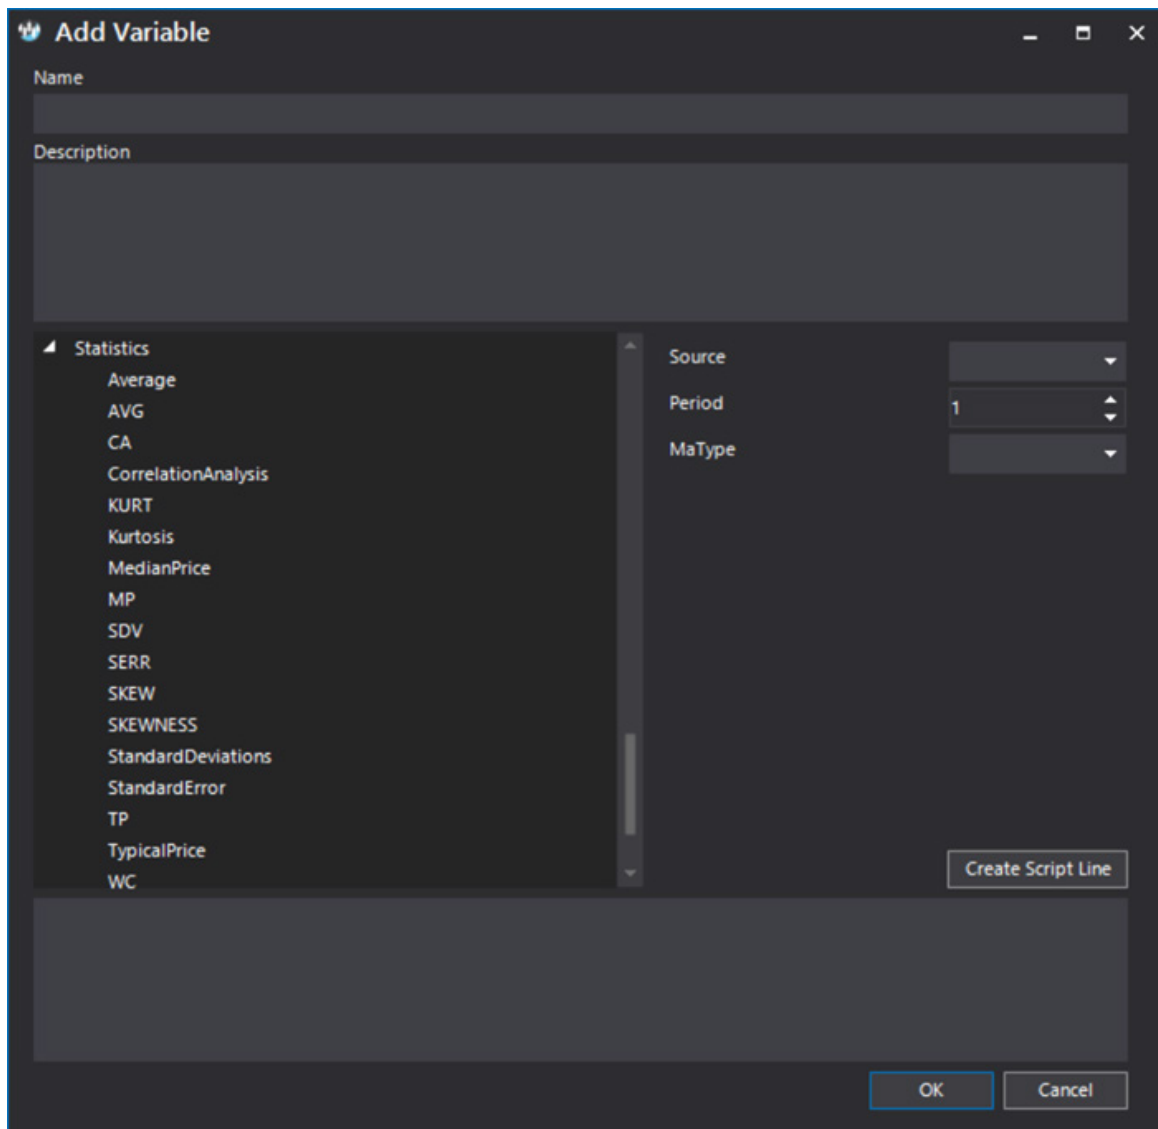 Add Variable
Name
Description
Statistics
Average
AVG
CA
CorrelationAnalysis
KURT
Kurtosis
MedianPrice
MP
SDV
SERR
SKEW
SKEWNESS
StandardDeviations
StandardError
TP
TypicalPrice
WC
Source
Period 1
MaType
Create Script Line
OK Cancel